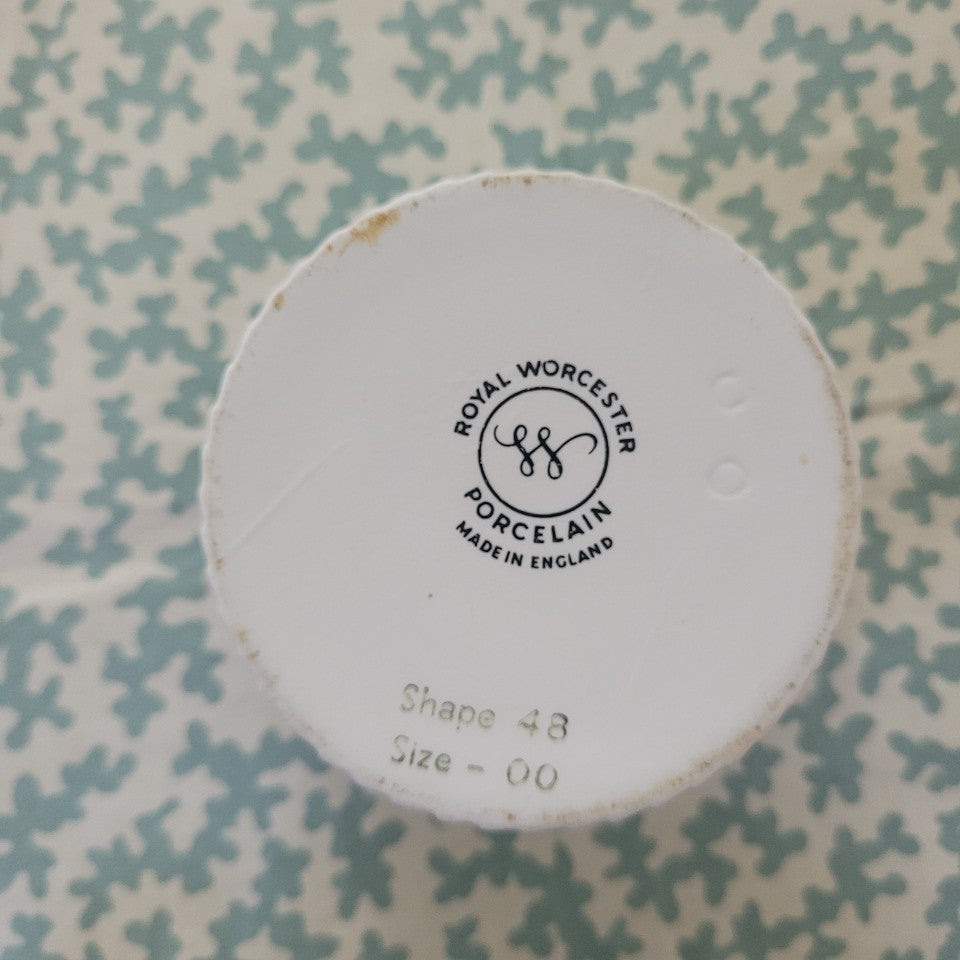 ROYAL WORCESTER
PORCELAIN
MADE IN ENGLAND
Shape 48
Size - 00